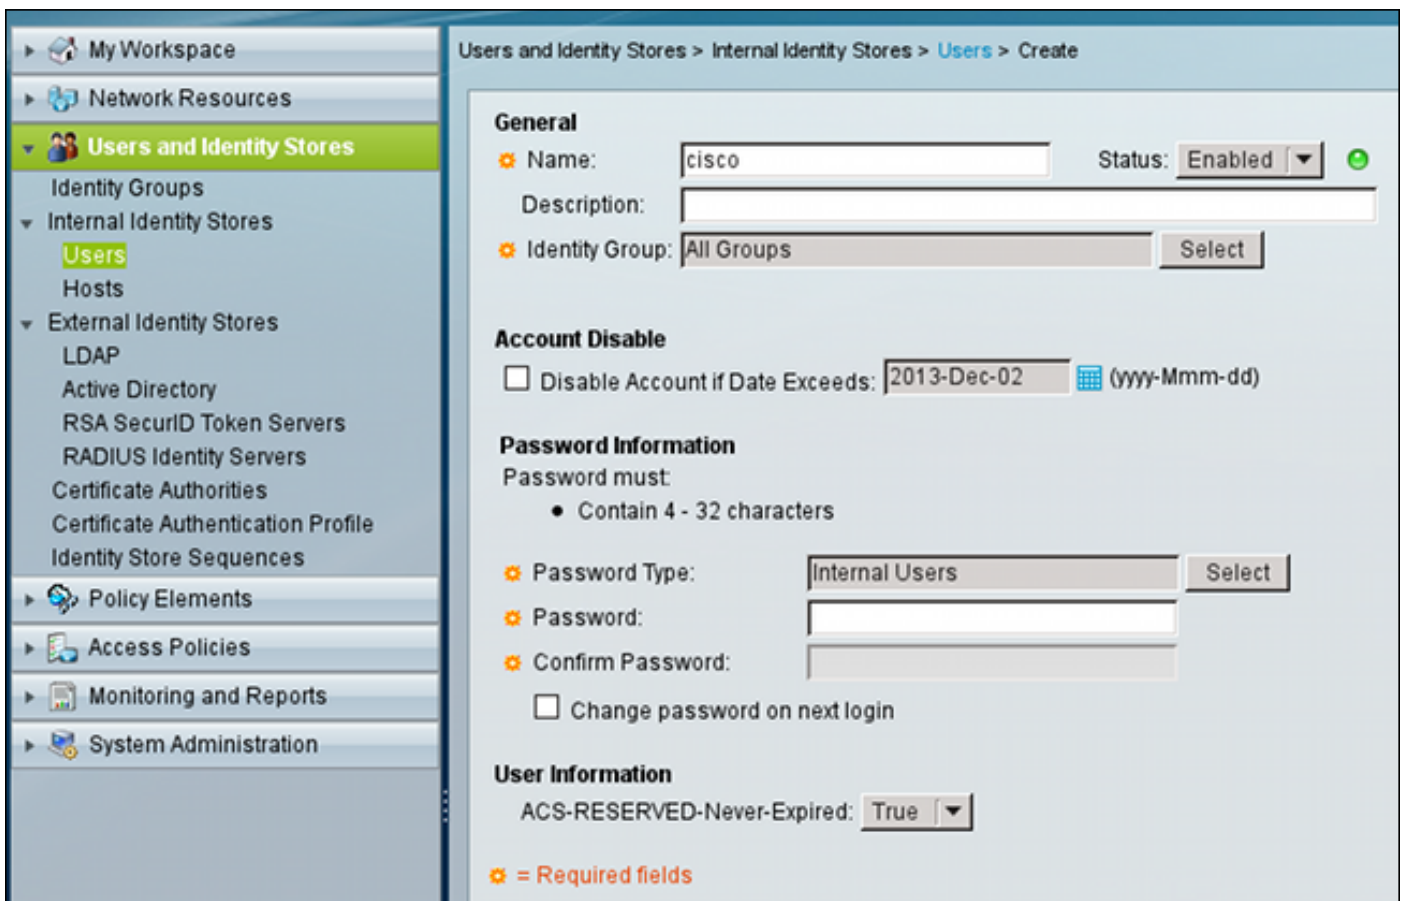 My Workspace
Network Resources
Users and Identity Stores
Identity Groups
Internal Identity Stores
Users
Hosts
External Identity Stores
LDAP
Active Directory
RSA SecurID Token Servers
RADIUS Identity Servers
Certificate Authorities
Certificate Authentication Profile
Identity Store Sequences
Policy Elements
Access Policies
Monitoring and Reports
System Administration
Users and Identity Stores > Internal Identity Stores > Users > Create
General
Name: cisco Status: Enabled
Description:
Identity Group: All Groups Select
Account Disable
Disable Account if Date Exceeds: 2013-Dec-02 (yyyy-Mmm-dd)
Password Information
Password must:
• Contain 4 - 32 characters
Password Type: Internal Users Select
Password:
Confirm Password:
Change password on next login
User Information
ACS-RESERVED-Never-Expired: True
= Required fields